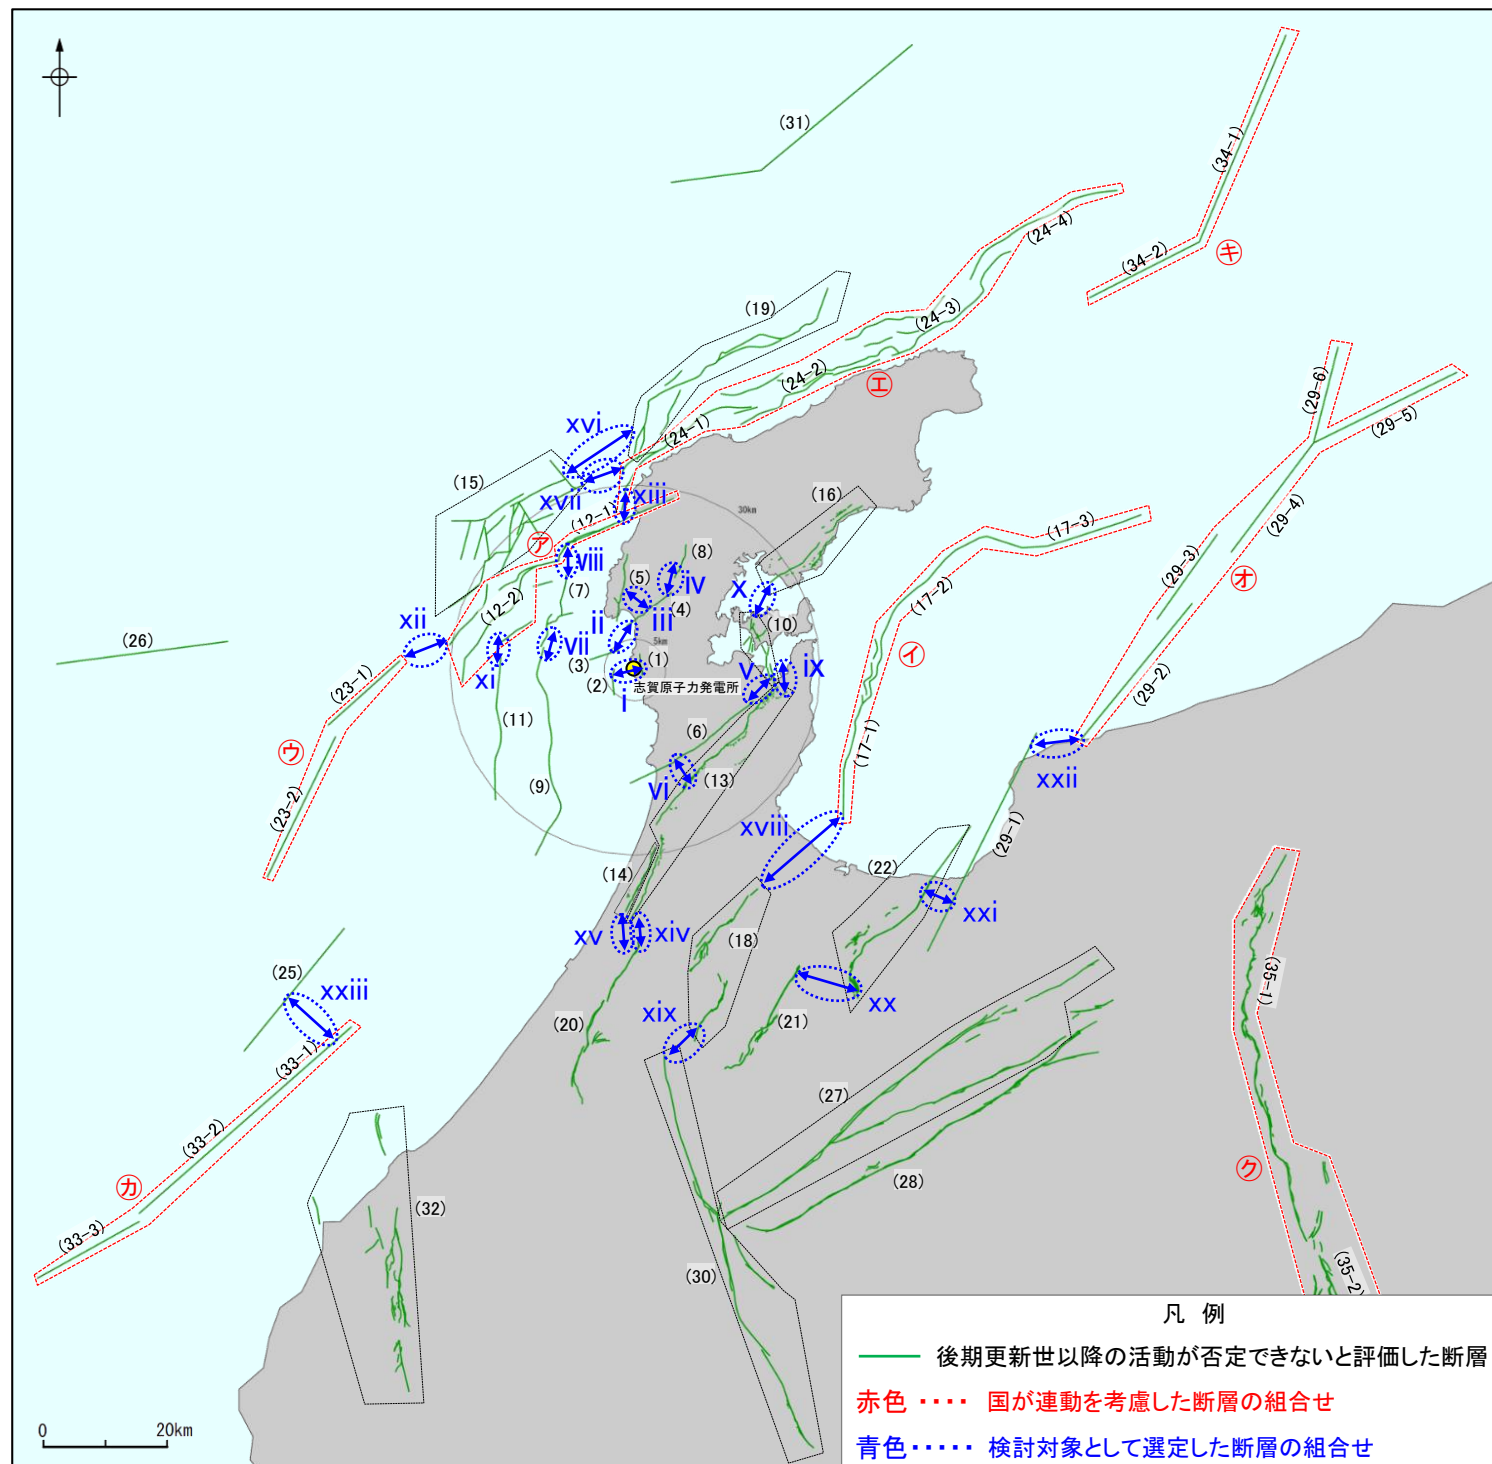 (31)
(34-1)
(24-4)
(34-2)
㋖
(19)
(24-3)
(24-2)
㋓
(29-6)
(29-5)
xvi
(24-1)
(15)
xvii
xiii
(16)
30km
(12-1)
㋐
(17-3)
(29-4)
viii
(8)
(29-3)
㋔
(5)
iv
x
(7)
(4)
(17-2)
(12-2)
ii
iii
(10)
xii
(26)
vii
5km
㋑
(3)
(1)
ix
xi
v
(2)
志賀原子力発電所
(23-1)
i
(29-2)
(11)
(17-1)
(6)
㋒
xxii
(9)
vi
(13)
(23-2)
xviii
(29-1)
(14)
(22)
xxi
xv
xiv
(18)
(25)
(35-1)
xxiii
xx
xix
(20)
(21)
(33-1)
(27)
(33-2)
㋕
㋗
(28)
(32)
(33-3)
(30)
(35-2)
凡 例
後期更新世以降の活動が否定できないと評価した断層
赤色 ・・・・ 国が連動を考慮した断層の組合せ
青色・・・・・ 検討対象として選定した断層の組合せ
0 20km